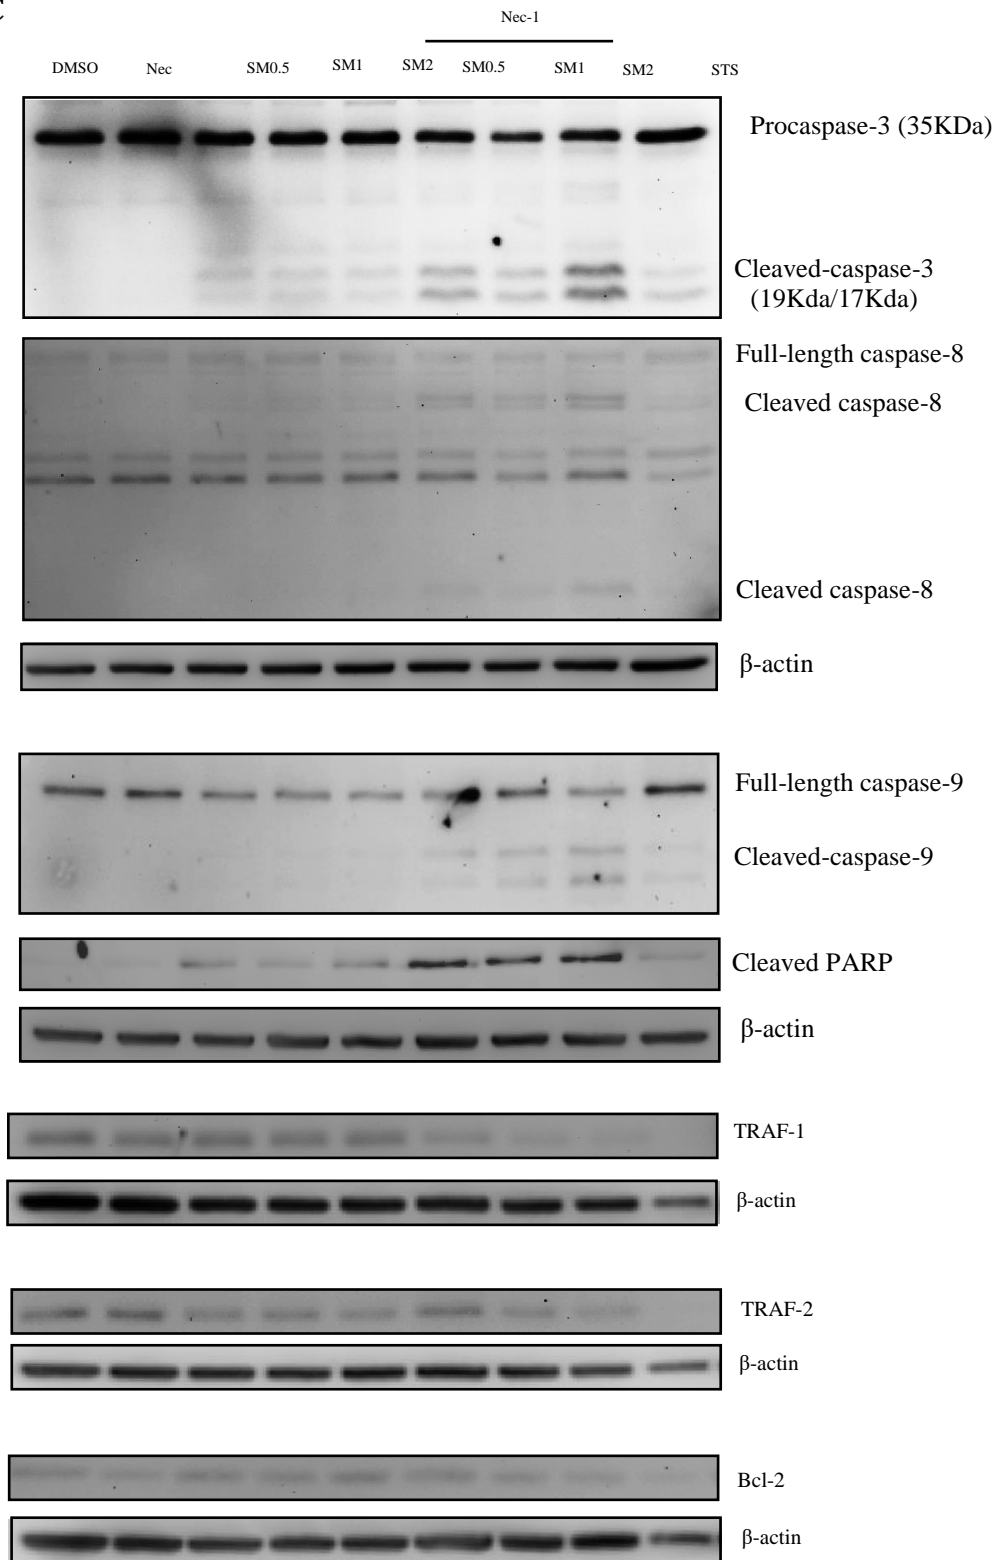 Nec-1
DMSO Nec SM0.5 SM1 SM2 SM0.5 SM1 SM2 STS
Procaspase-3 (35KDa)
Cleaved-caspase-3
(19Kda/17Kda)
Full-length caspase-8
Cleaved caspase-8
Cleaved caspase-8
β-actin
Full-length caspase-9
Cleaved-caspase-9
Cleaved PARP
β-actin
TRAF-1
β-actin
TRAF-2
β-actin
Bcl-2
β-actin